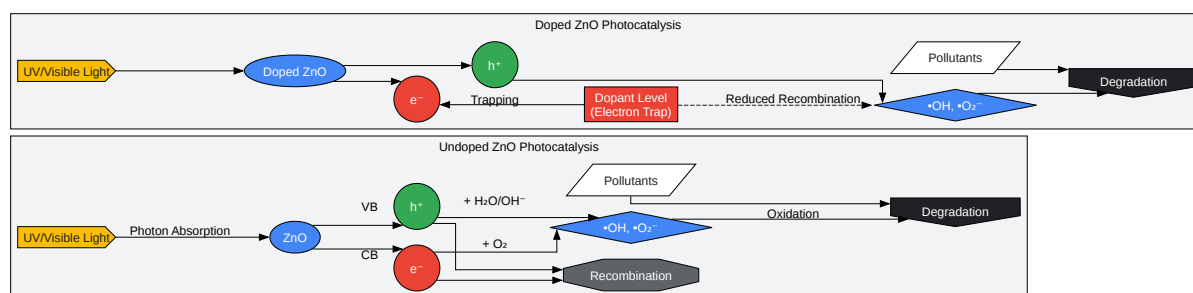 Doped ZnO Photocatalysis
UV/Visible Light
Doped ZnO
h⁺
e⁻
Trapping
Dopant Level
(Electron Trap)
Reduced Recombination
Pollutants
•OH, •O₂⁻
Degradation
Undoped ZnO Photocatalysis
UV/Visible Light
Photon Absorption
ZnO
VB
CB
h⁺
e⁻
+ H₂O/OH⁻
+ O₂
Pollutants
•OH, •O₂⁻
Recombination
Oxidation
Degradation